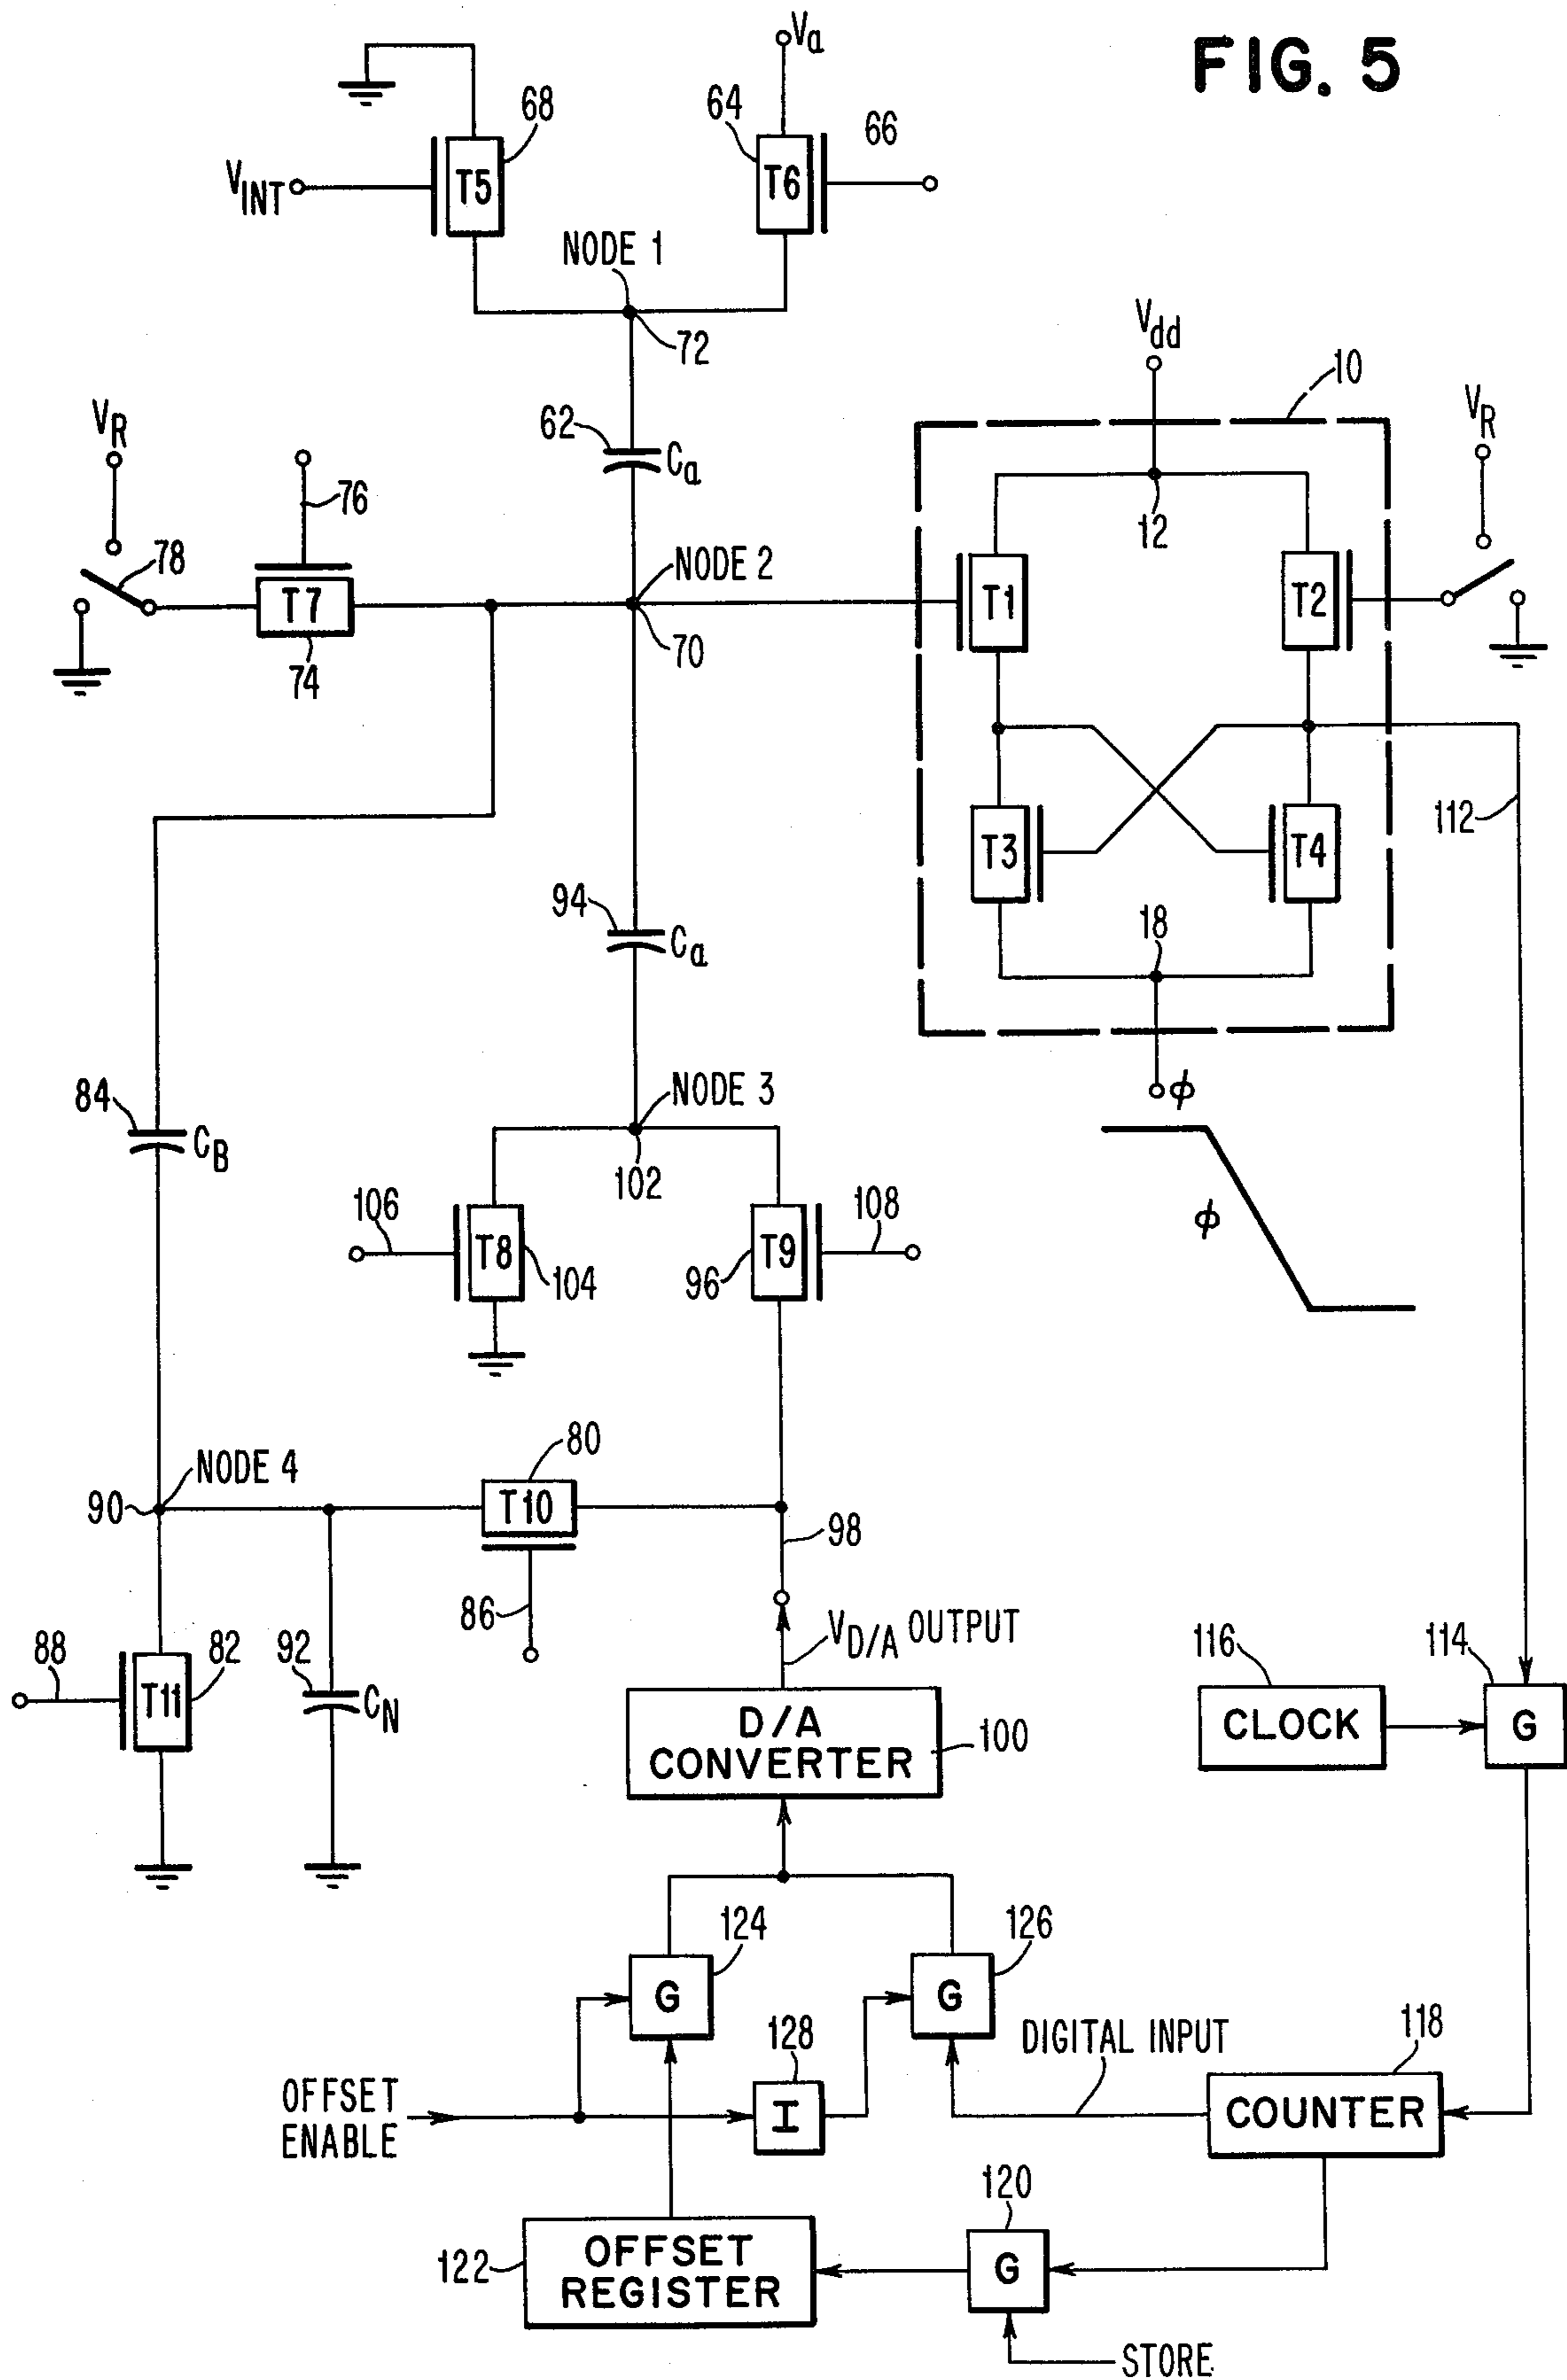 FIG. 5
Va
68
64
66
VINT
T5
T6
NODE 1
72
Vdd
10
VR
VR
62
Ca
76
12
78
NODE 2
T7
T1
T2
70
74
112
T3
T4
94
Ca
18
84
CB
NODE 3
ϕ
102
106
108
ϕ
T8
T9
104
96
80
NODE 4
90
T10
98
86
VD/A OUTPUT
88
82
92
116
114
T11
CN
D/A
CONVERTER
100
CLOCK
G
124
126
G
G
128
DIGITAL INPUT
118
OFFSET
ENABLE
I
COUNTER
120
122
OFFSET
REGISTER
G
STORE